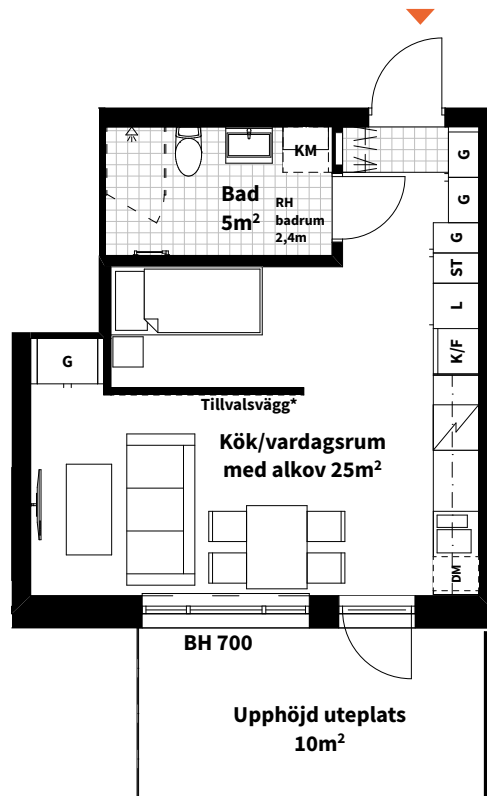 KM
G
Bad
5m²
RH
badrum
2,4m
G
G
ST
L
K/F
G
Tillvalsvägg*
Kök/vardagsrum
med alkov 25m²
DM
BH 700
Upphöjd uteplats
10m²